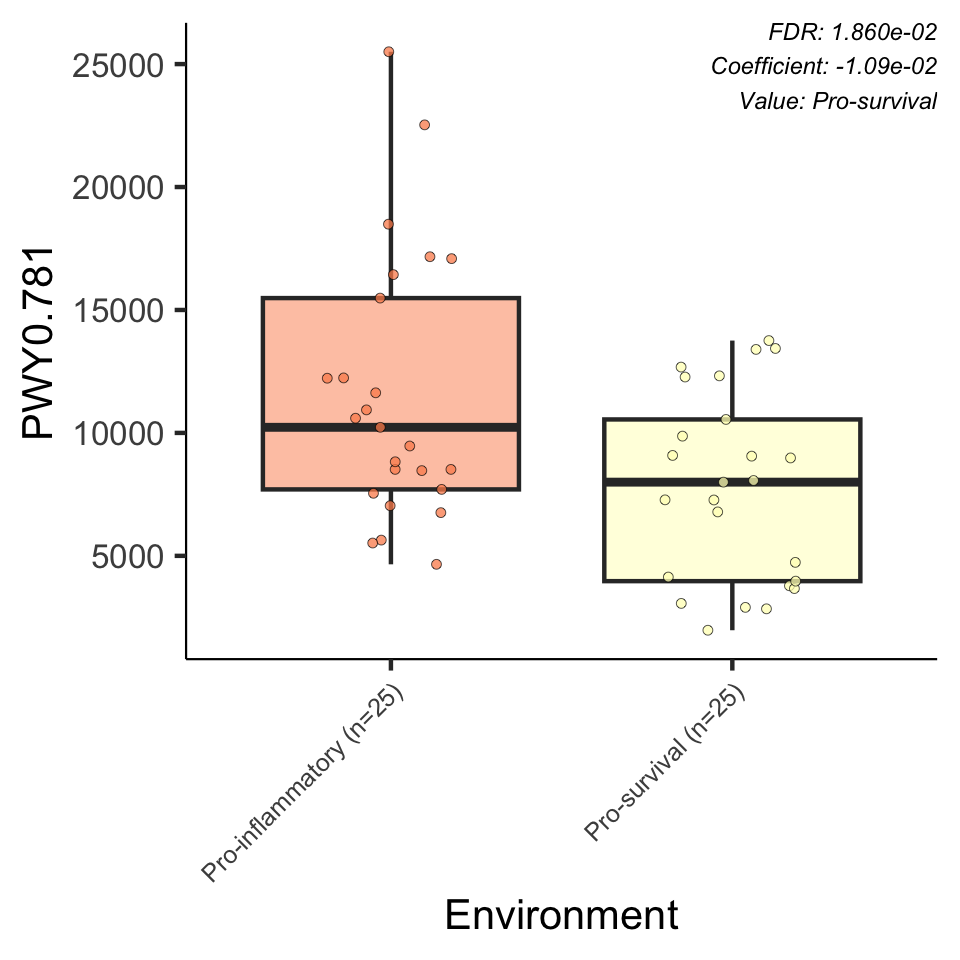 FDR: 1.860e-02
Coefficient: -1.09e-02
Value: Pro-survival
25000
20000
15000
10000
5000
PWY0.781
Pro-inflammatory (n=25)
Pro-survival (n=25)
Environment